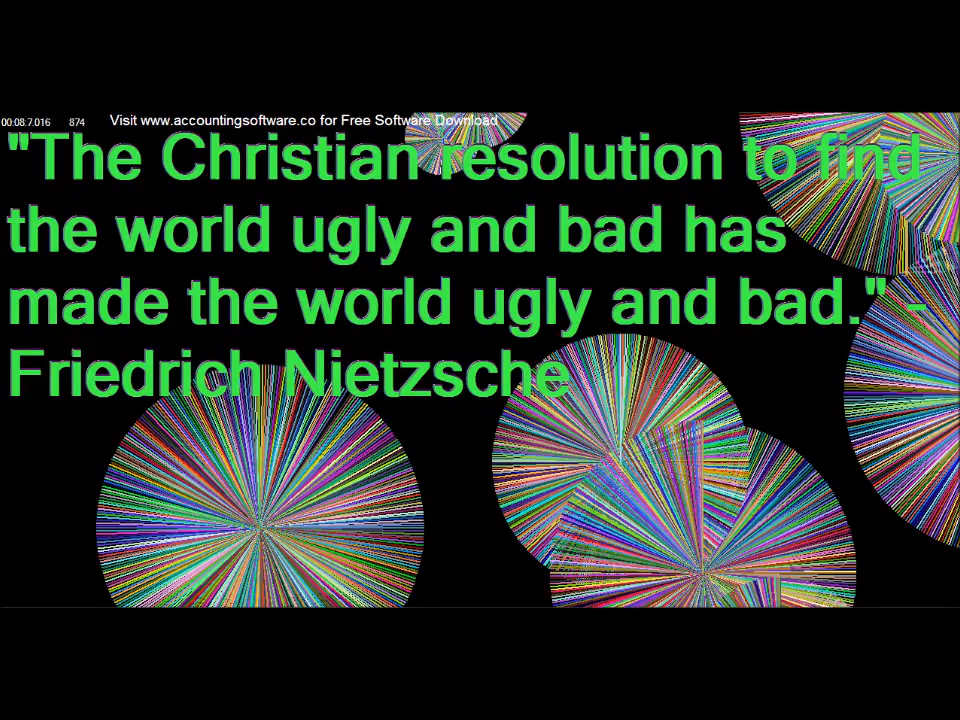 00:08:7.016 874 Visit www.accountingsoftware.co for Free Software Download
"The Christian resolution to find
the world ugly and bad has
made the world ugly and bad." -
Friedrich Nietzsche